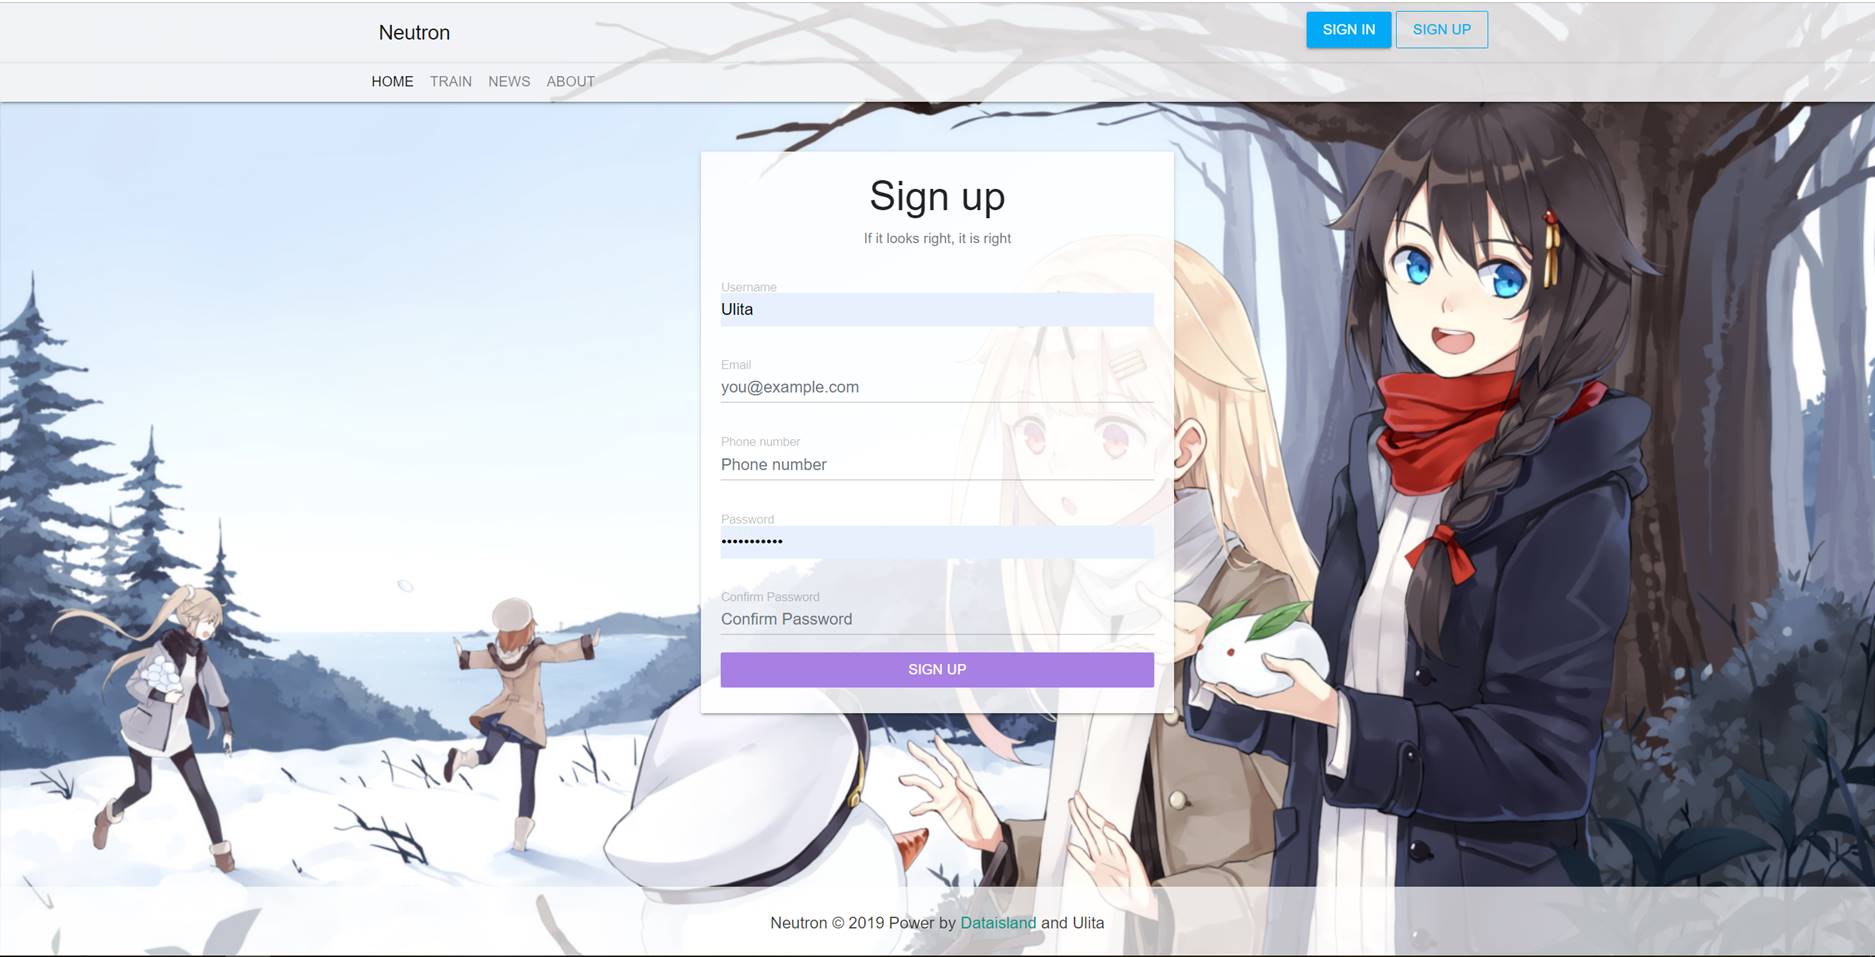 Neutron
SIGN IN
SIGN UP
HOME TRAIN NEWS ABOUT
Sign up
If it looks right, it is right
Username
Ulita
Email
you@example.com
Phone number
Phone number
Password
•••••••••••
Confirm Password
Confirm Password
SIGN UP
Neutron © 2019 Power by Dataisland and Ulita